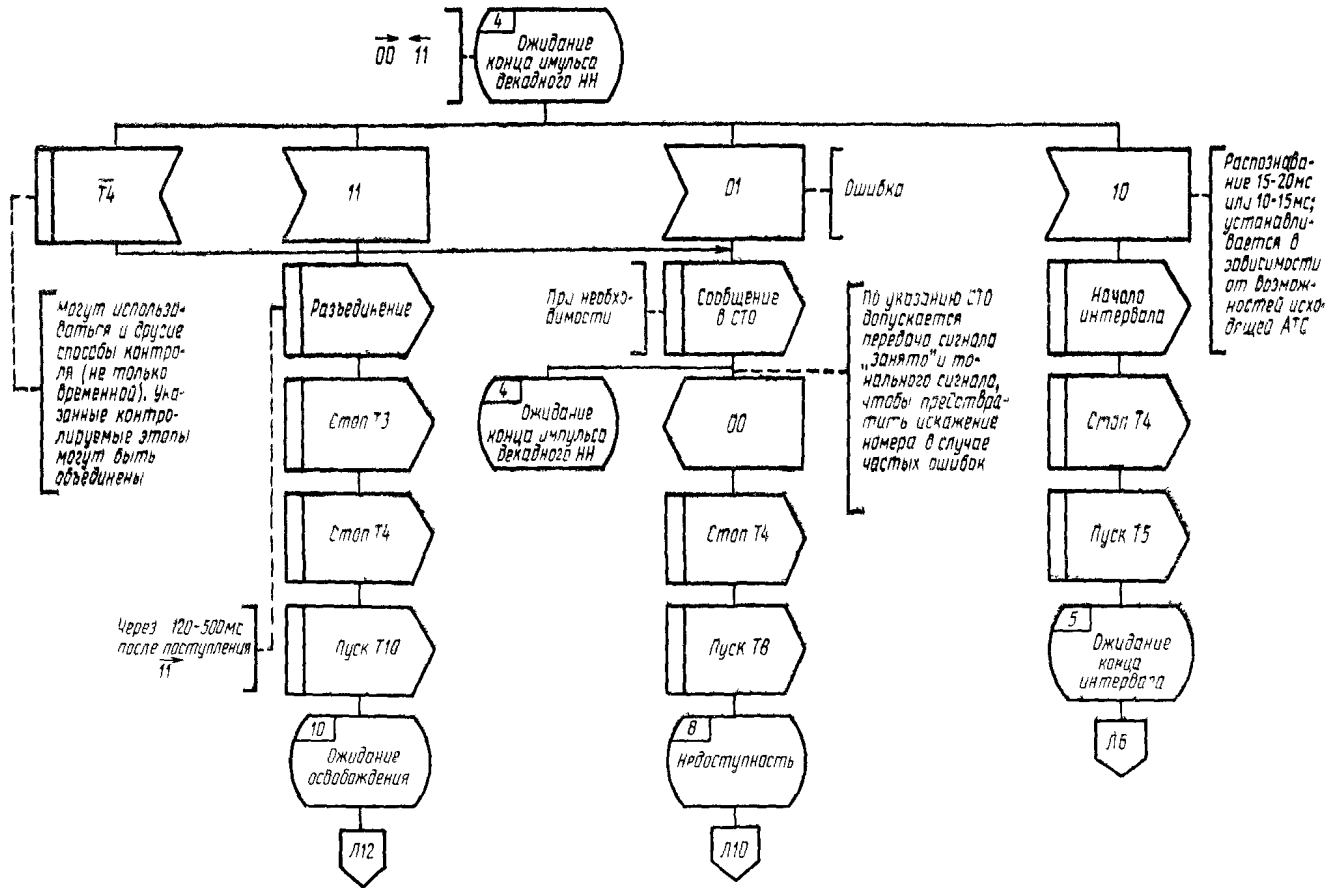 00 11
4
Ожидание
конца имульса
декадного НН
Т4
11
01
Ошибка
10
Распознава-
ние 15-20мс
или 10-15мс;
устанавли-
вается в
зависимости
от возмож-
ностей исхо-
дящей АТС
Могут использо-
ваться и другие
способы контро-
ля (не только
временной). Ука-
занные контро-
лируемые этапы
могут быть
объединены
Разъединение
Стоп Т3
Стоп Т4
Через 120-500мс
после поступления
11
Пуск Т10
10
Ожидание
освобождения
Л12
При необхо-
димости
Сообщение
в СТО
4
Ожидание
конца импульса
декадного НН
00
По указанию СТО
допускается
передача сигнала
„Занято" и то-
нального сигнала,
чтобы предотвра-
тить искажение
номера в случае
частых ошибок
Стоп Т4
Пуск Т8
8
Недоступность
Л10
Начало
интервала
Стоп Т4
Пуск Т5
5
Ожидание
конца
интервала
Л6